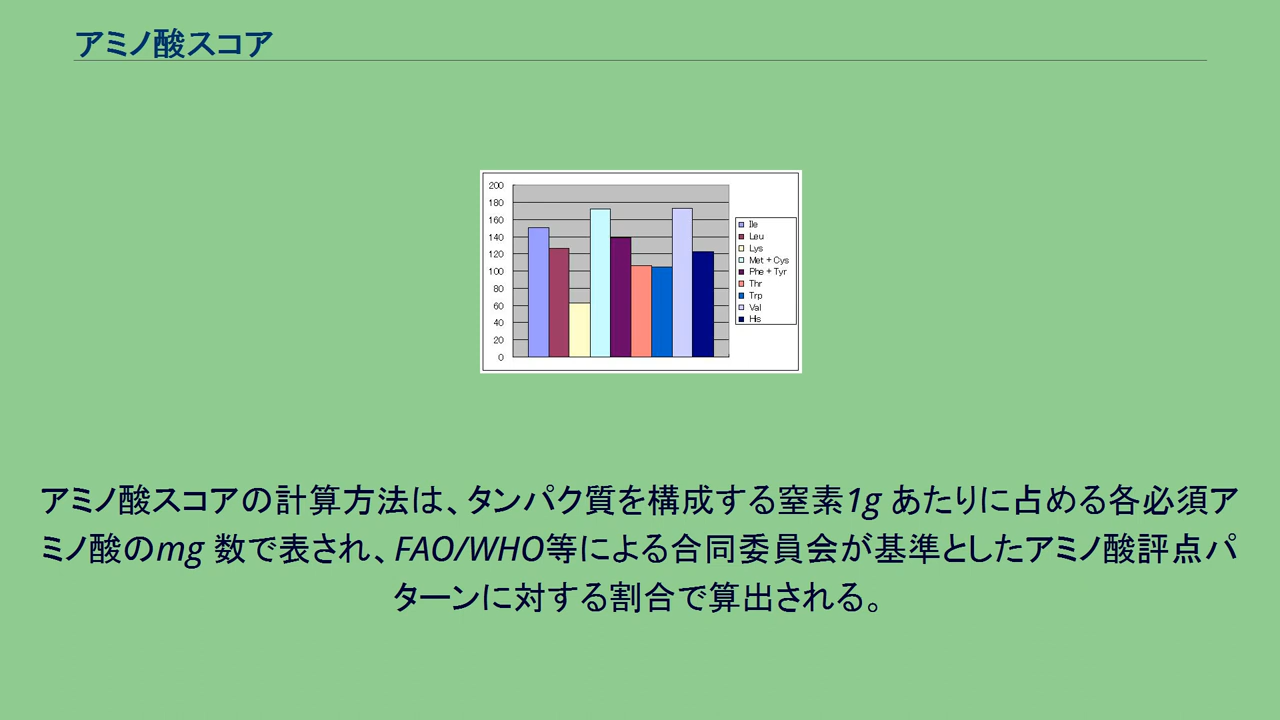 アミノ酸スコア
200
180
160
140
120
100
80
60
40
20
0
Ile
Leu
Lys
Met + Cys
Phe + Tyr
Thr
Trp
Val
His
アミノ酸スコアの計算方法は、タンパク質を構成する窒素1g あたりに占める各必須ア
ミノ酸のmg 数で表され、FAO/WHO等による合同委員会が基準としたアミノ酸評点パ
ターンに対する割合で算出される。